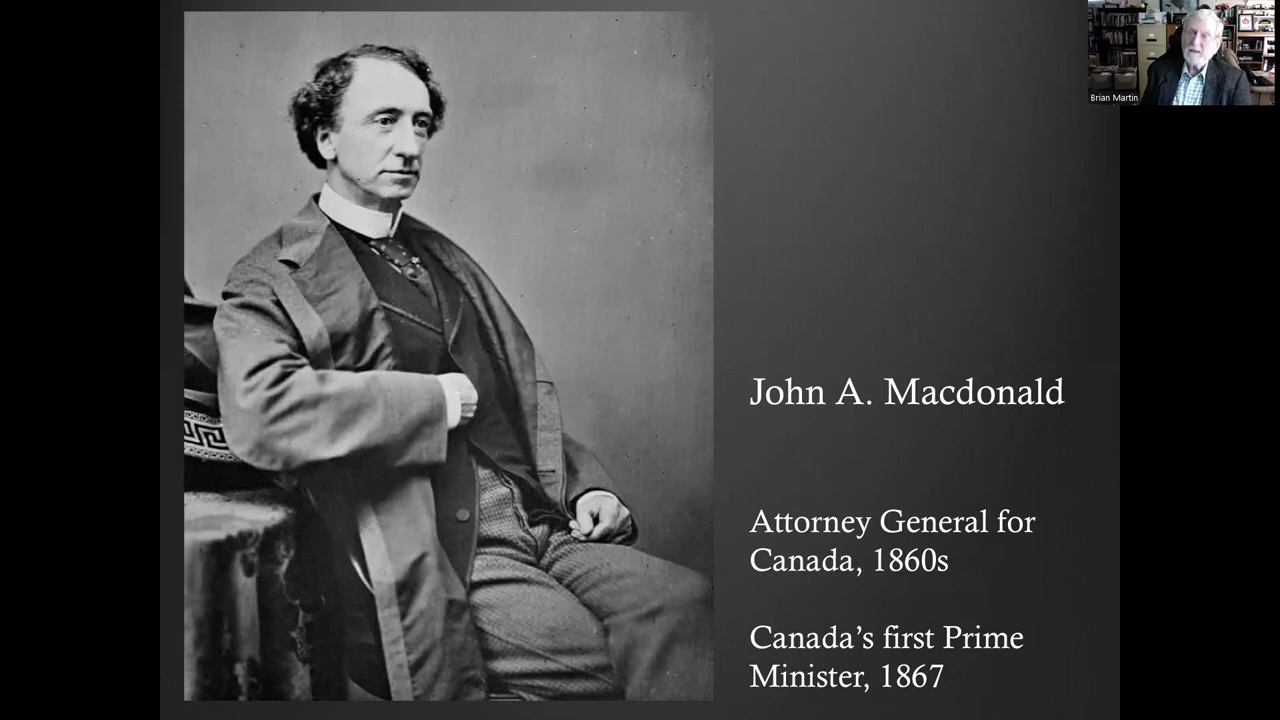 Brian Martin
John A. Macdonald
Attorney General for
Canada, 1860s
Canada’s first Prime
Minister, 1867